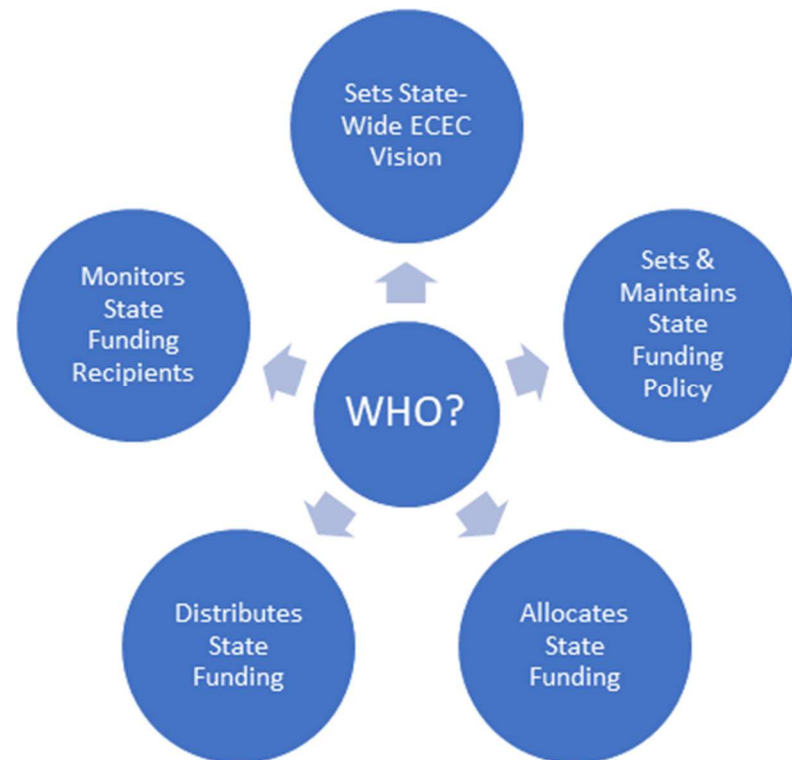 Sets State-
Wide ECEC
Vision
Monitors
State
Funding
Recipients
Sets &
Maintains
State
Funding
Policy
WHO?
Distributes
State
Funding
Allocates
State
Funding